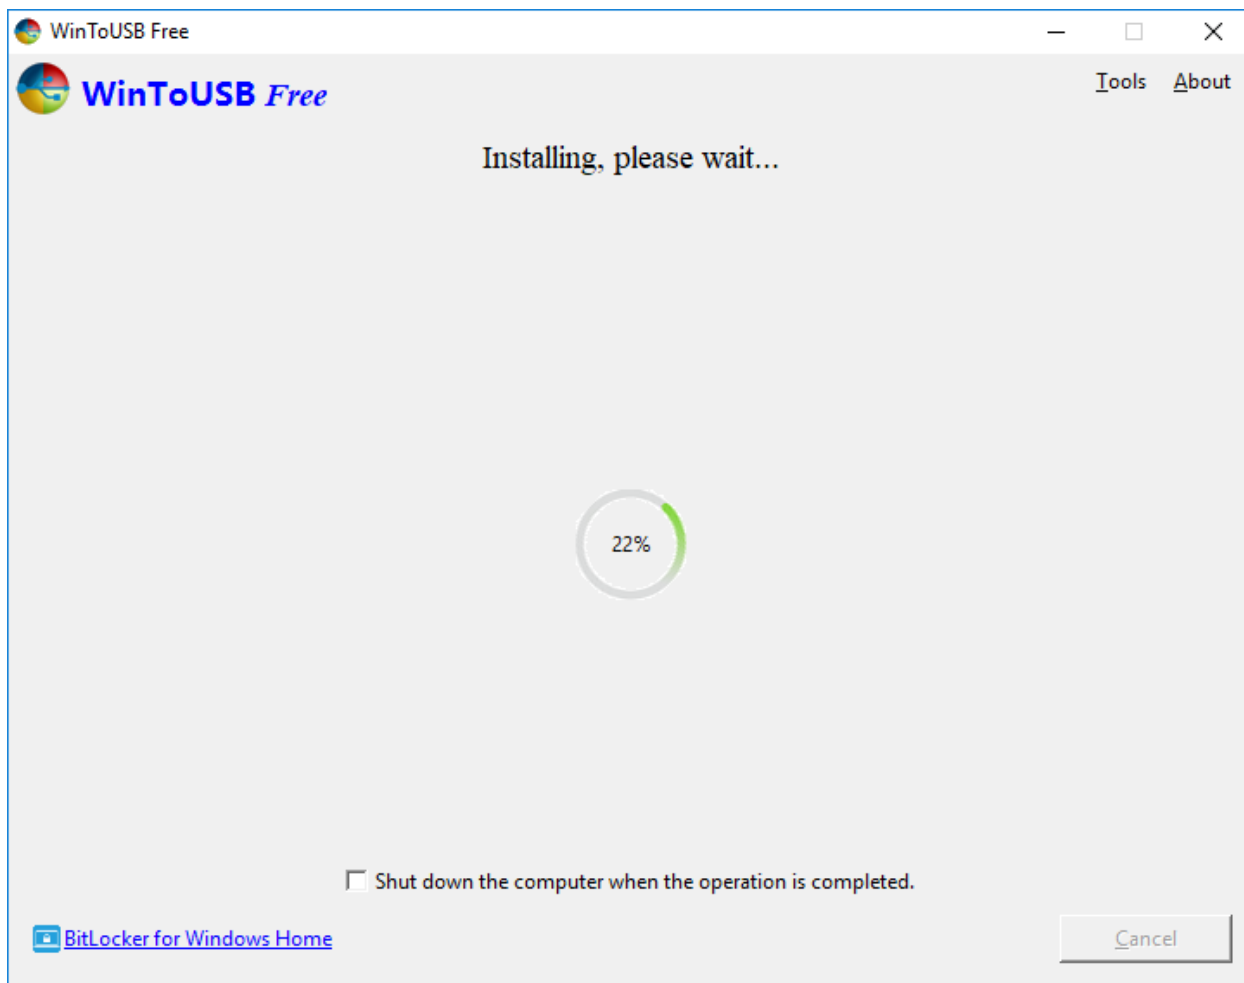 WinToUSB Free
WinToUSB Free
Tools About
Installing, please wait...
22%
Shut down the computer when the operation is completed.
BitLocker for Windows Home
Cancel